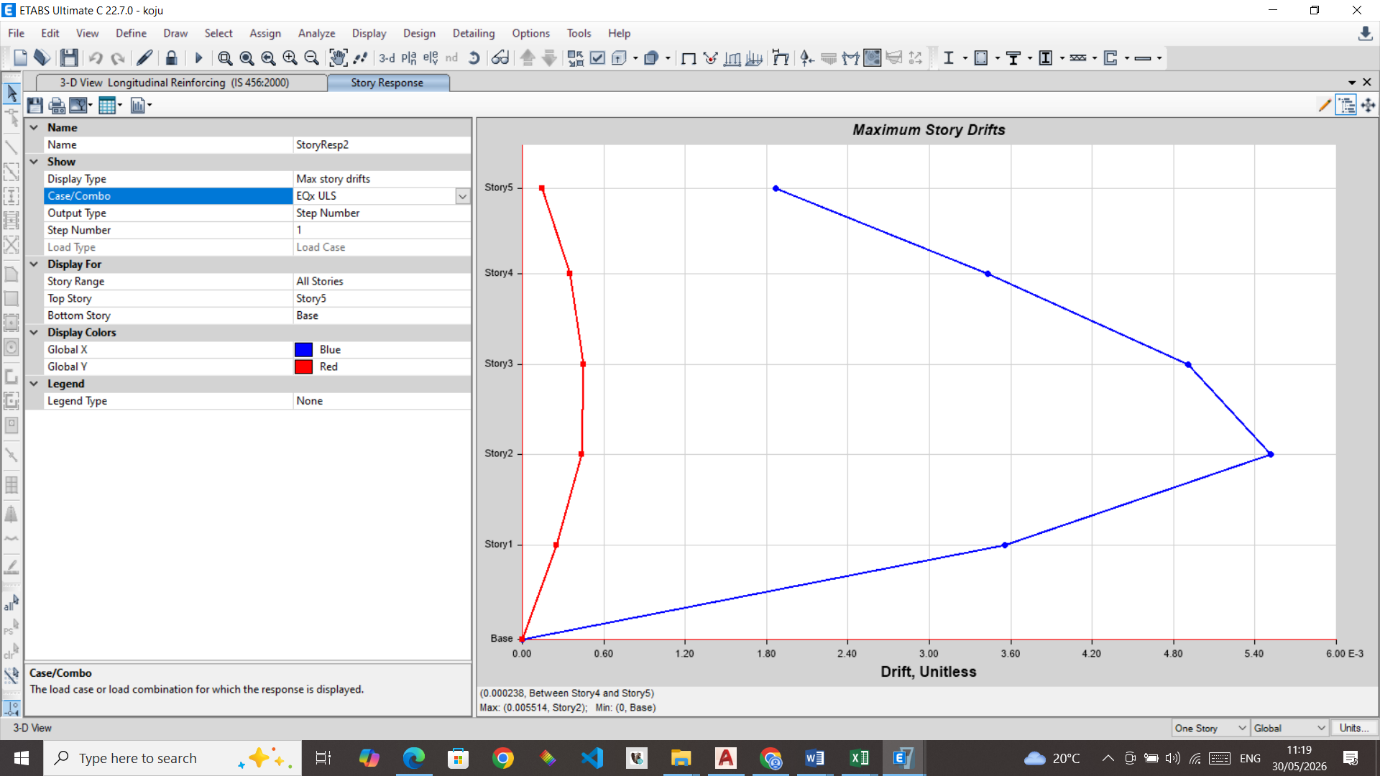 ETABS Ultimate C 22.7.0 - koju
File Edit View Define Draw Select Assign Analyze Display Design Detailing Options Tools Help
3-d nd
3-D View Longitudinal Reinforcing (IS 456:2000) Story Response
Name
Name StoryResp2
Show
Display Type Max story drifts
Case/Combo EQx ULS
Output Type Step Number
Step Number 1
Load Type Load Case
Display For
Story Range All Stories
Top Story Story5
Bottom Story Base
Display Colors
Global X Blue
Global Y Red
Legend
Legend Type None
all
ps
clr
Case/Combo
The load case or load combination for which the response is displayed.
Maximum Story Drifts
Story5
Story4
Story3
Story2
Story1
Base
0.00 0.60 1.20 1.80 2.40 3.00 3.60 4.20 4.80 5.40 6.00 E-3
Drift, Unitless
(0.000238, Between Story4 and Story5)
Max: (0.005514, Story2); Min: (0, Base)
3-D View One Story Global Units...
Type here to search 20°C ENG 11:19
30/05/2026